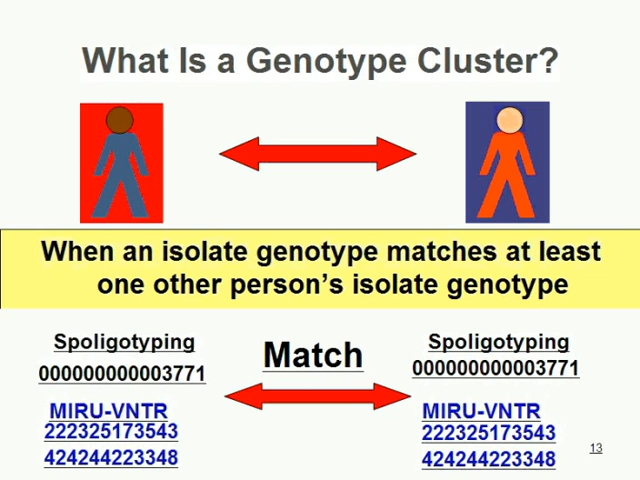 What Is a Genotype Cluster?
When an isolate genotype matches at least
one other person's isolate genotype
Spoligotyping
000000000003771
MIRU-VNTR
222325173543
424244223348
Match
Spoligotyping
000000000003771
MIRU-VNTR
222325173543
424244223348
13